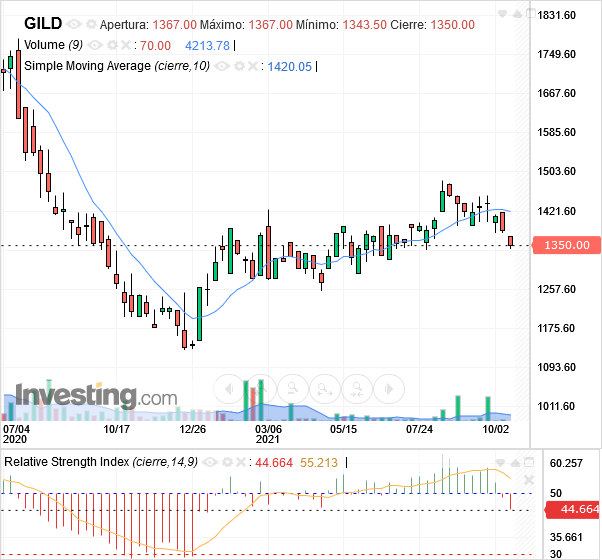 GILD Apertura: 1367.00 Máximo: 1367.00 Mínimo: 1343.50 Cierre: 1350.00
Volume (9) : 70.00 4213.78 |
Simple Moving Average (cierre,10) : 1420.05 |
1831.60
1749.60
1667.60
1585.60
1503.60
1421.60
1350.00
1257.60
1175.60
1093.60
1011.60
Investing.com
07/04 10/17 12/26 03/06 05/15 07/24 10/02
2020 2021
Relative Strength Index (cierre,14,9) : 44.664 55.213 |
60.257
50
44.664
35.661
30